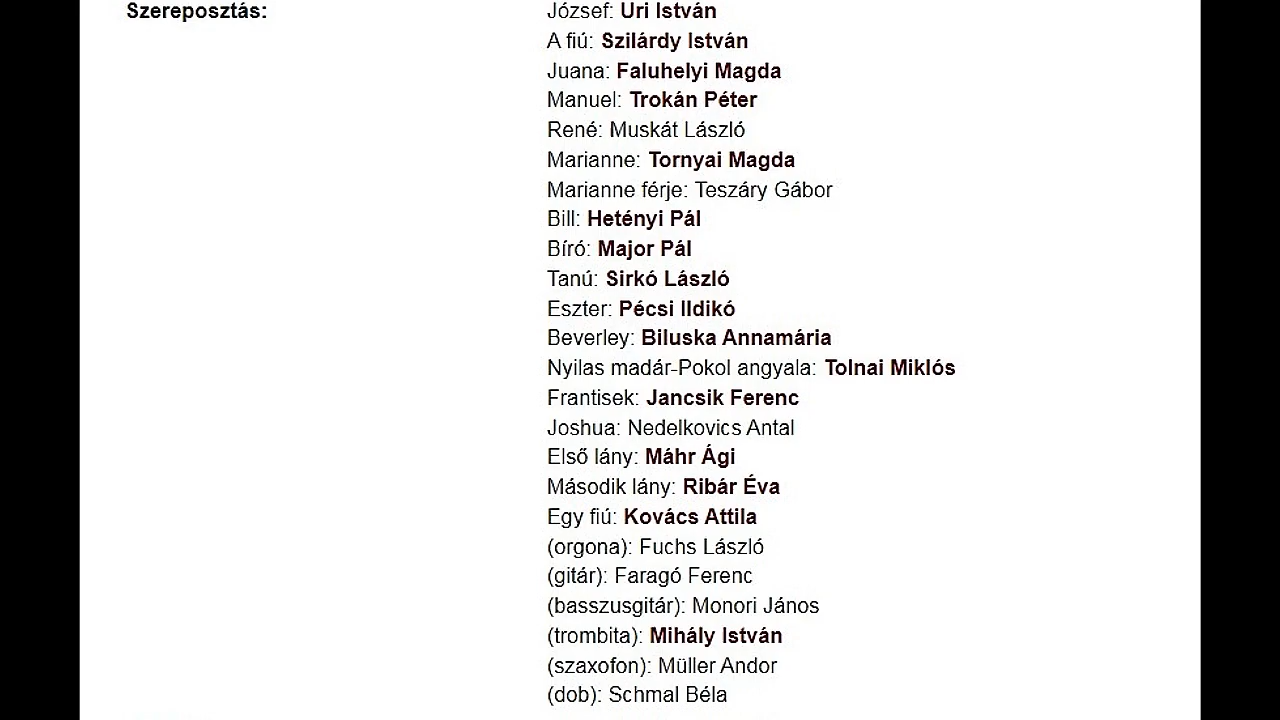 Szereposztás: József: Uri István
A fiú: Szilárdy István
Juana: Faluhelyi Magda
Manuel: Trokán Péter
René: Muskát László
Marianne: Tornyai Magda
Marianne férje: Teszáry Gábor
Bill: Hetényi Pál
Bíró: Major Pál
Tanú: Sirkó László
Eszter: Pécsi Ildikó
Beverley: Biluska Annamária
Nyilas madár-Pokol angyala: Tolnai Miklós
Frantisek: Jancsik Ferenc
Joshua: Nedelkovics Antal
Első lány: Máhr Ági
Második lány: Ribár Éva
Egy fiú: Kovács Attila
(orgona): Fuchs László
(gitár): Faragó Ferenc
(basszusgitár): Monori János
(trombita): Mihály István
(szaxofon): Müller Andor
(dob): Schmal Béla